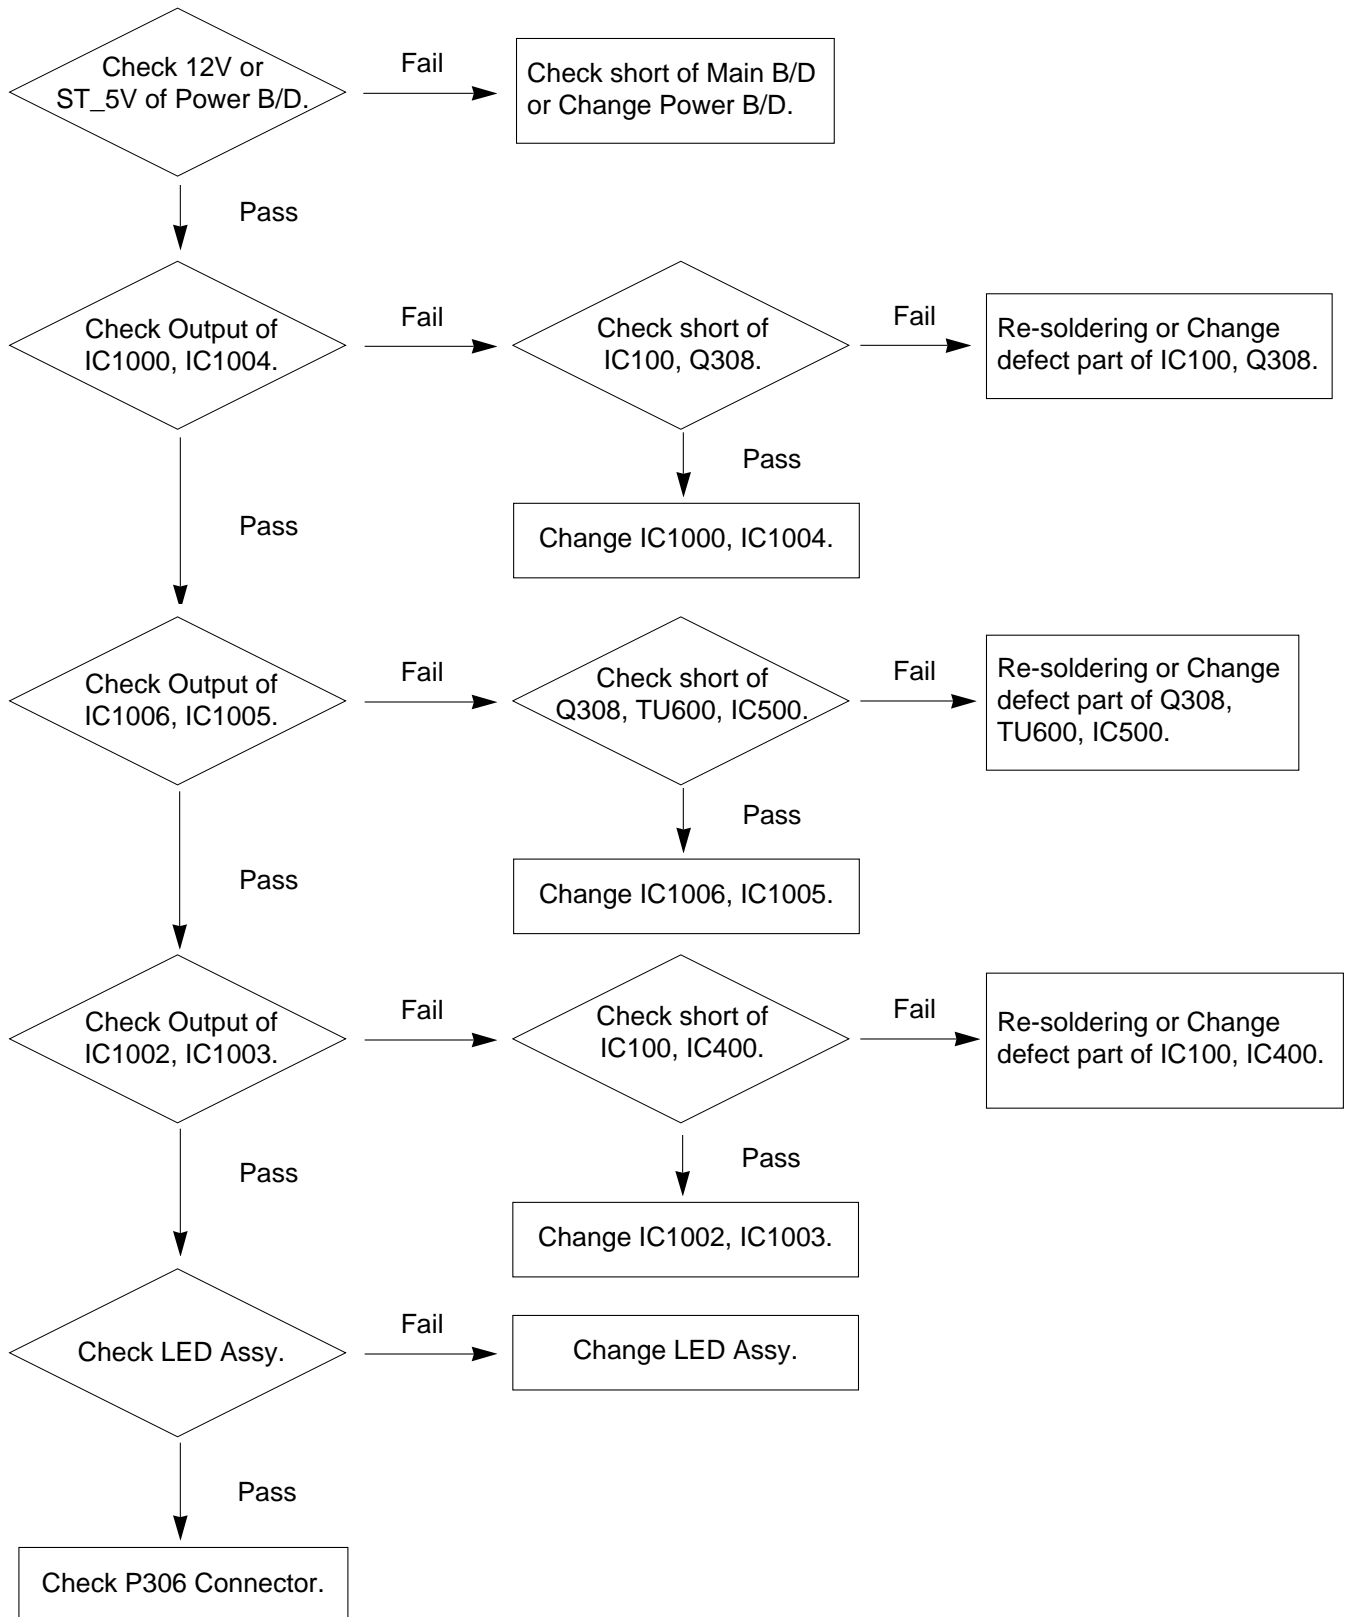 Check 12V or
ST_5V of Power B/D.
Fail
Check short of Main B/D
or Change Power B/D.
Pass
Check Output of
IC1000, IC1004.
Fail
Check short of
IC100, Q308.
Fail
Re-soldering or Change
defect part of IC100, Q308.
Pass
Change IC1000, IC1004.
Pass
Check Output of
IC1006, IC1005.
Fail
Check short of
Q308, TU600, IC500.
Fail
Re-soldering or Change
defect part of Q308,
TU600, IC500.
Pass
Change IC1006, IC1005.
Pass
Check Output of
IC1002, IC1003.
Fail
Check short of
IC100, IC400.
Fail
Re-soldering or Change
defect part of IC100, IC400.
Pass
Change IC1002, IC1003.
Pass
Check LED Assy.
Fail
Change LED Assy.
Pass
Check P306 Connector.